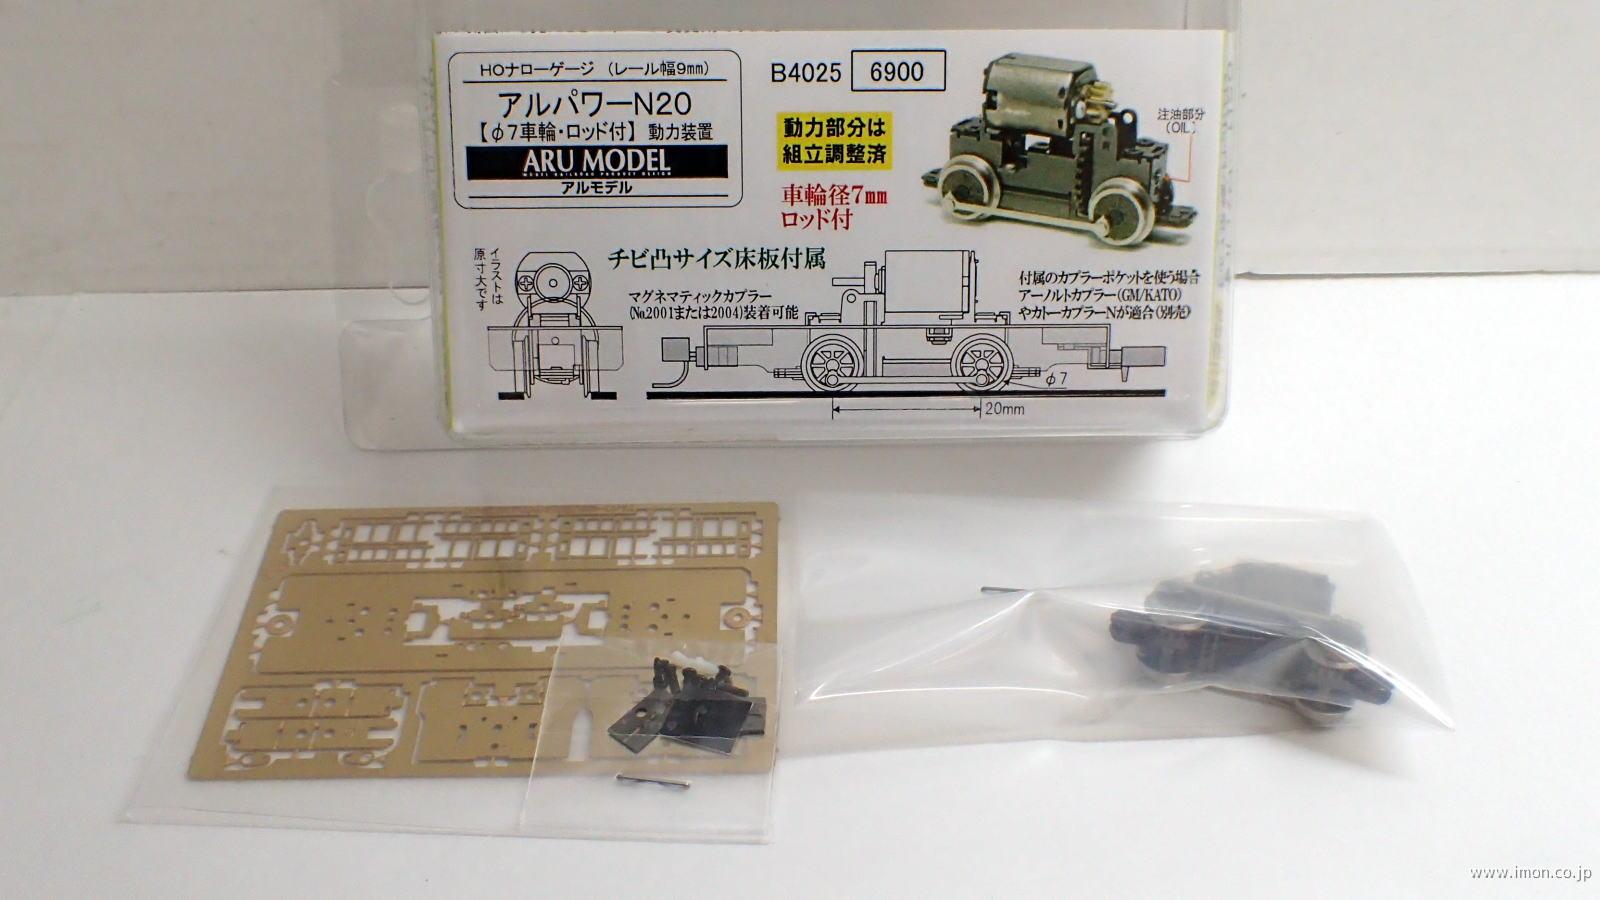 HOナローゲージ (レール幅9mm)
アルパワーN20
【φ7車輪・ロッド付】 動力装置
ARU MODEL
MODEL RAILROAD PRODUCT DESIGN
アルモデル
B4025 6900
動力部分は
組立調整済
車輪径7㎜
ロッド付
注油部分
(OIL)
イラストは
原寸大です
チビ凸サイズ床板付属
マグネマティックカプラー
(No.2001または2004)装着可能
付属のカプラーポケットを使う場合
アーノルトカプラー(GM/KATO)
やカトーカプラーNが適合(別売)
φ7
20mm
www.imon.co.jp